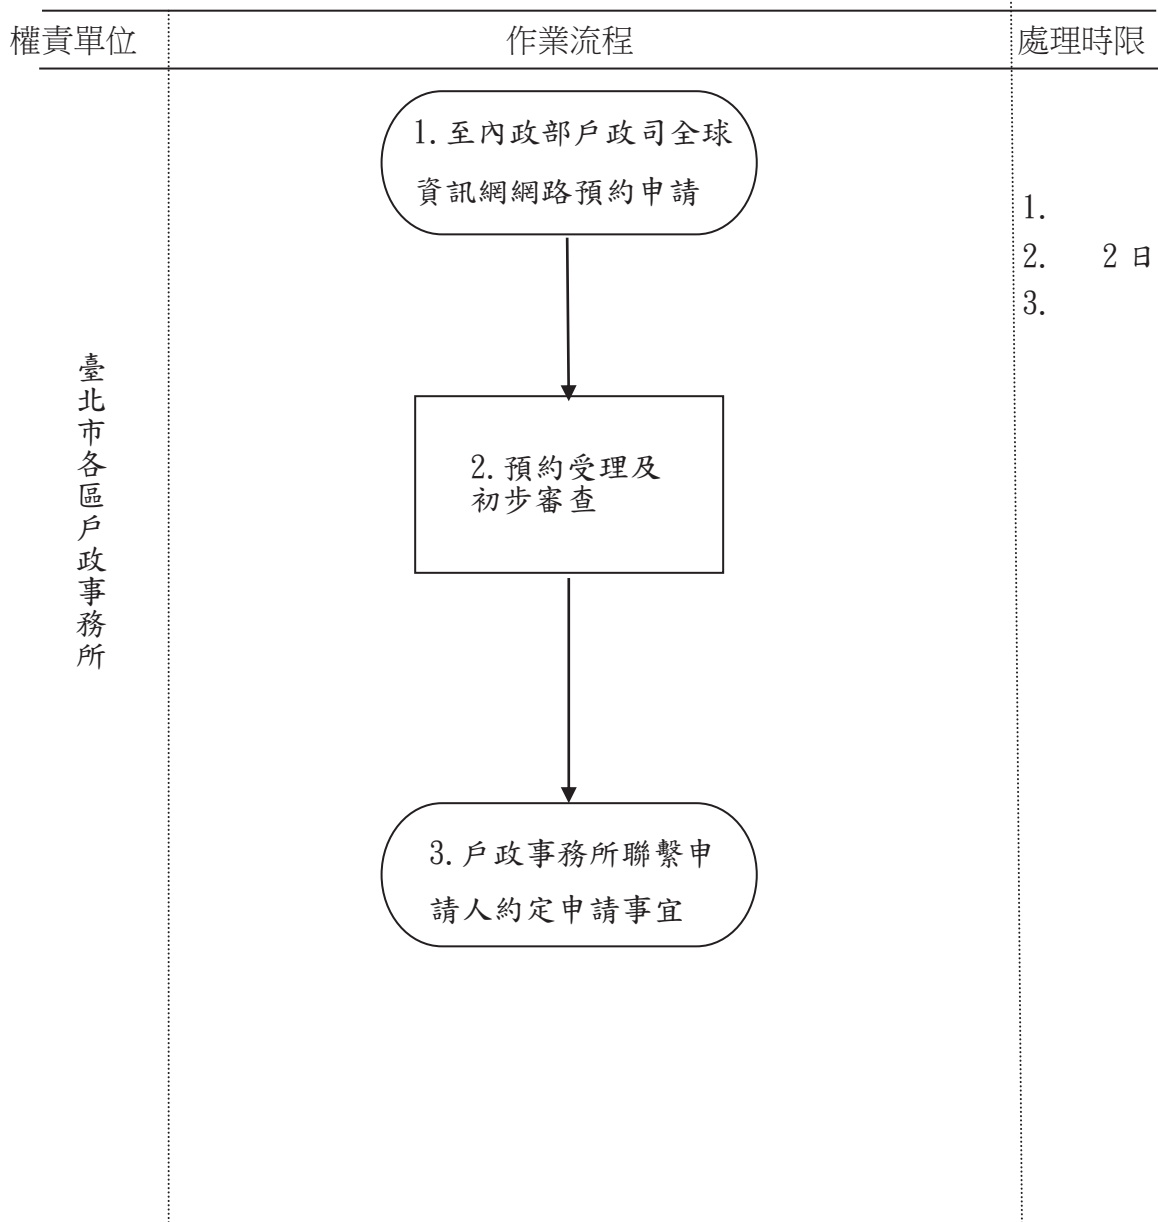 權責單位
作業流程
處理時限
臺北市各區戶政事務所
1.至內政部戶政司全球
資訊網網路預約申請
2.預約受理及
初步審查
3.戶政事務所聯繫申
請人約定申請事宜
1.
2. 2日
3.